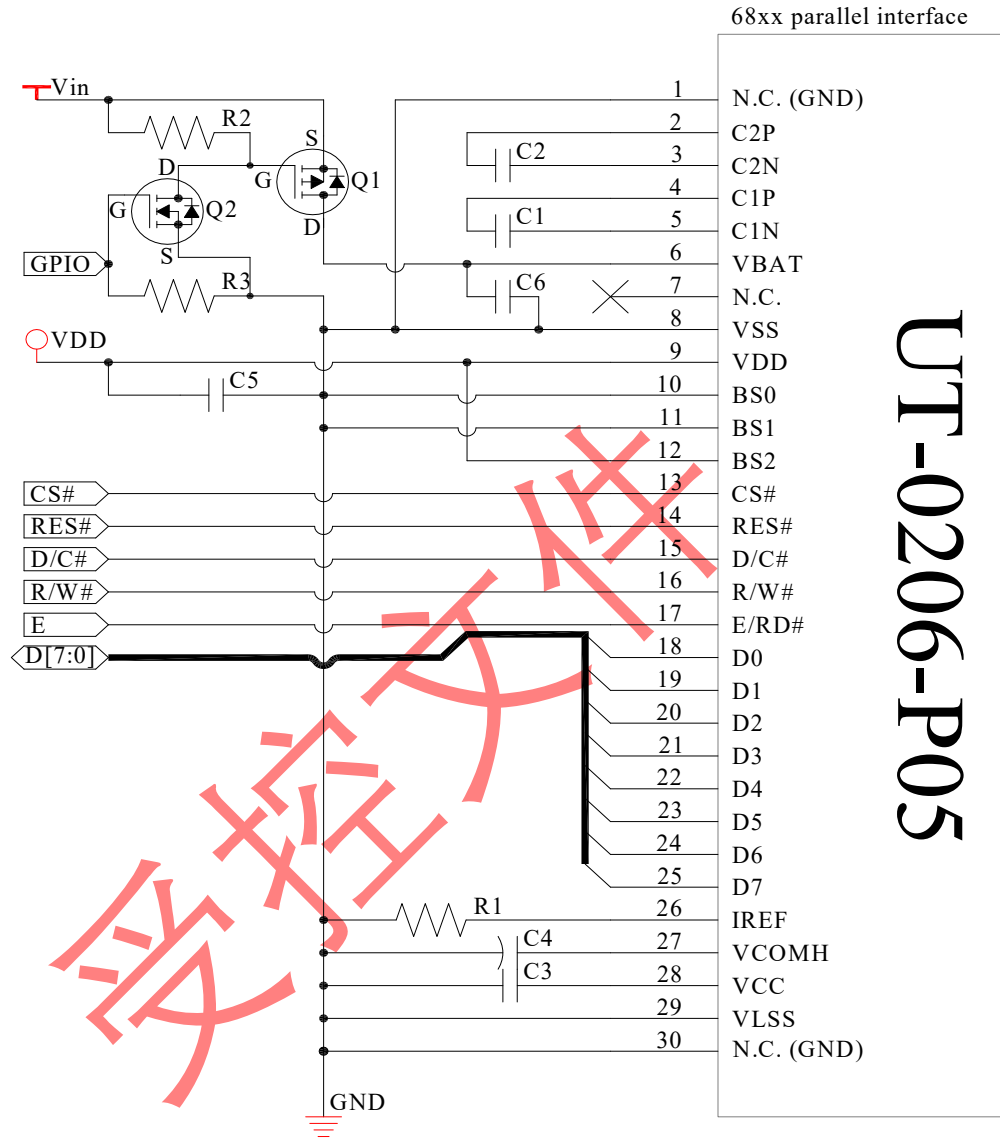 68xx parallel interface
Vin
R2
S
D
G
Q1
G
Q2
D
S
GPIO
R3
VDD
C5
C2
C1
C6
1 N.C. (GND)
2 C2P
3 C2N
4 C1P
5 C1N
6 VBAT
7 N.C.
8 VSS
9 VDD
10 BS0
11 BS1
12 BS2
CS# 13 CS#
RES# 14 RES#
D/C# 15 D/C#
R/W# 16 R/W#
E 17 E/RD#
D[7:0] 18 D0
19 D1
20 D2
21 D3
22 D4
23 D5
24 D6
25 D7
R1 26 IREF
C4 27 VCOMH
C3 28 VCC
29 VLSS
30 N.C. (GND)
GND
UT-0206-P05
受控文件